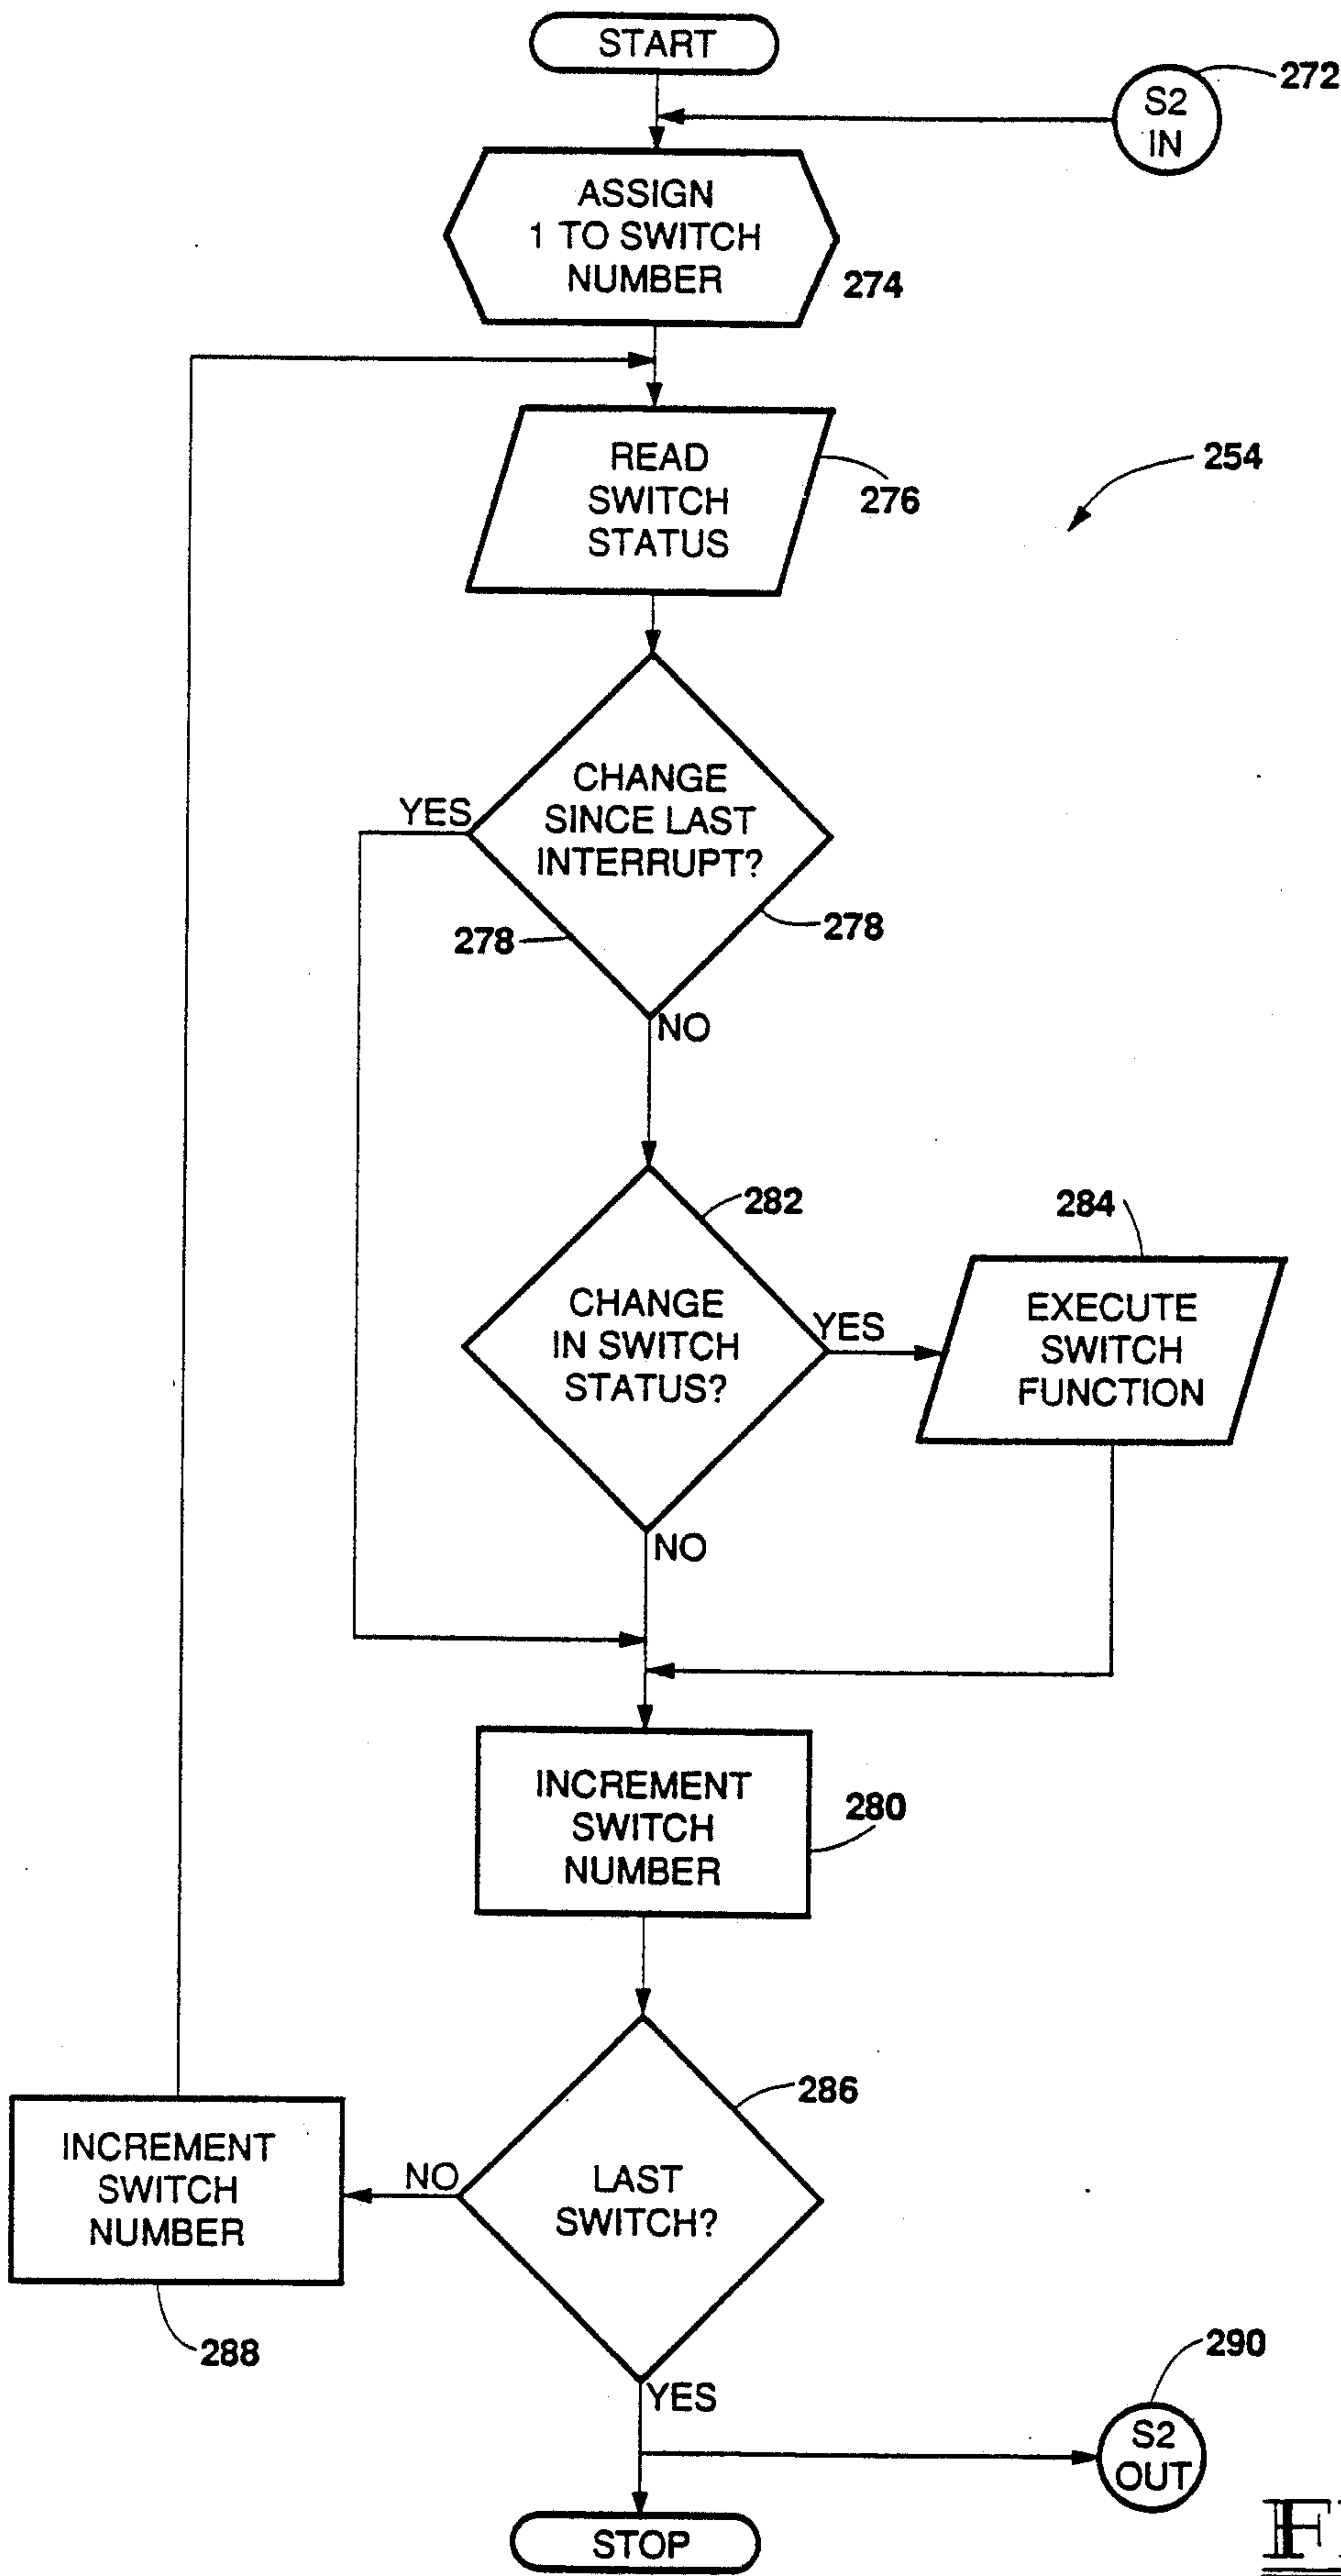 START
272
S2
IN
ASSIGN
1 TO SWITCH
NUMBER
274
READ
SWITCH
STATUS
276
254
CHANGE
SINCE LAST
INTERRUPT?
YES
278
278
NO
282
284
CHANGE
IN SWITCH
STATUS?
YES
EXECUTE
SWITCH
FUNCTION
NO
INCREMENT
SWITCH
NUMBER
280
286
LAST
SWITCH?
NO
INCREMENT
SWITCH
NUMBER
288
YES
290
S2
OUT
STOP